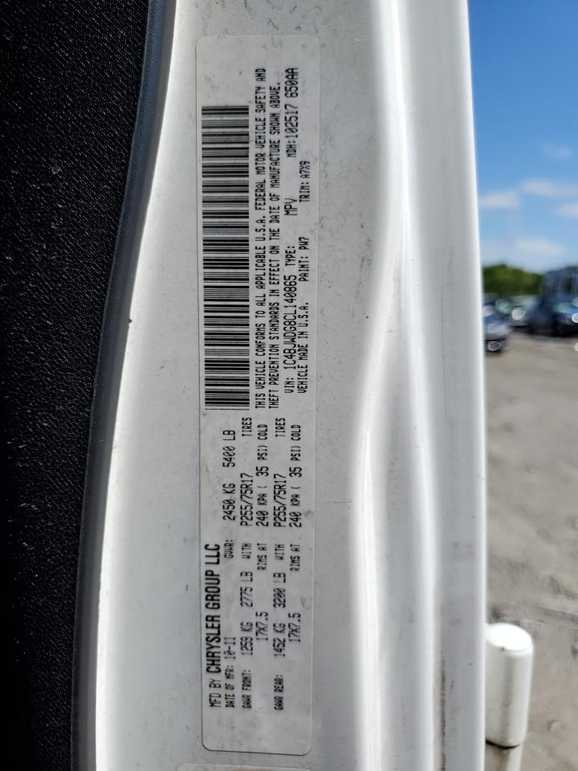 MFD BY CHRYSLER GROUP LLC
DATE OF MFR: 10-11 GVWR: 2450 KG 5400 LB
GAWR FRONT: 1259 KG 2775 LB WITH P255/75R17 TIRES
17X7.5 RIMS AT 240 KPA ( 35 PSI) COLD
GAWR REAR: 1452 KG 3200 LB WITH P255/75R17 TIRES
17X7.5 RIMS AT 240 KPA ( 35 PSI) COLD
THIS VEHICLE CONFORMS TO ALL APPLICABLE U.S.A. FEDERAL MOTOR VEHICLE SAFETY AND
THEFT PREVENTION STANDARDS IN EFFECT ON THE DATE OF MANUFACTURE SHOWN ABOVE.
VIN: 1C4BJWDG8CL140865 TYPE: MPV MDH: 102517 650AA
VEHICLE MADE IN U.S.A. PAINT: PW7 TRIM: A7X9